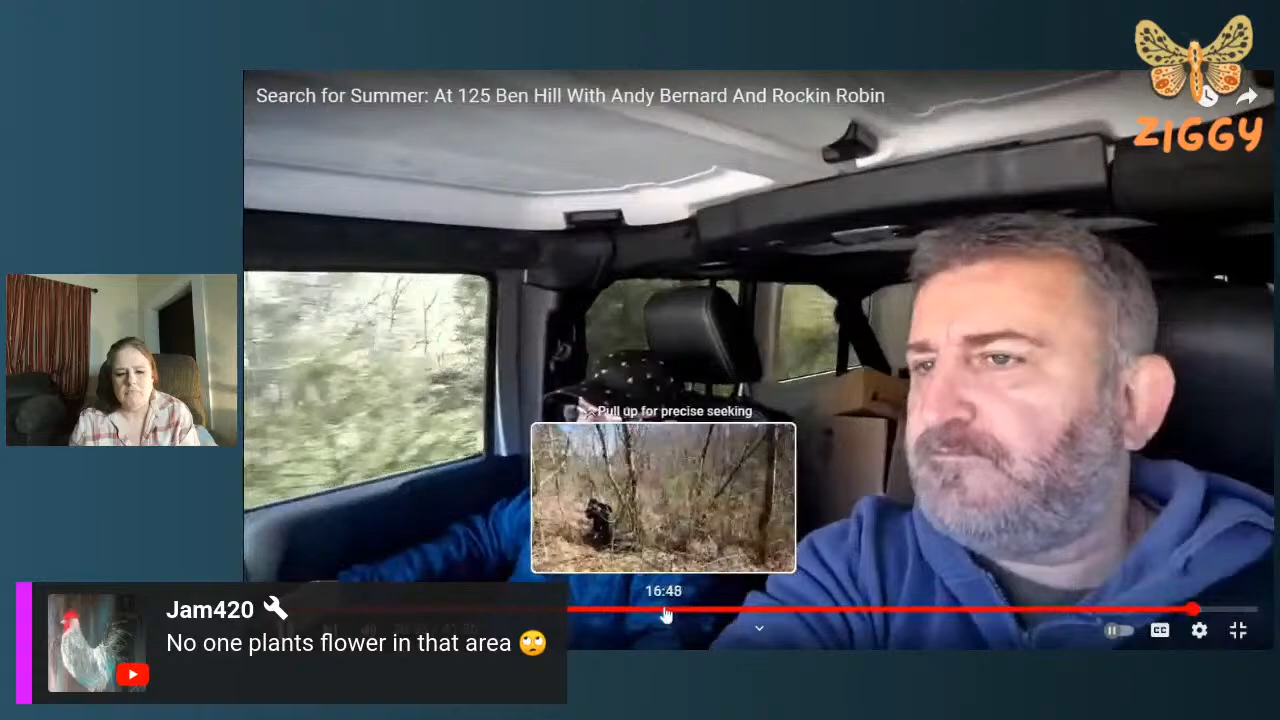 Search for Summer: At 125 Ben Hill With Andy Bernard And Rockin Robin
ZIGGY
Pull up for precise seeking
16:48
CC
Jam420
No one plants flower in that area 🙄